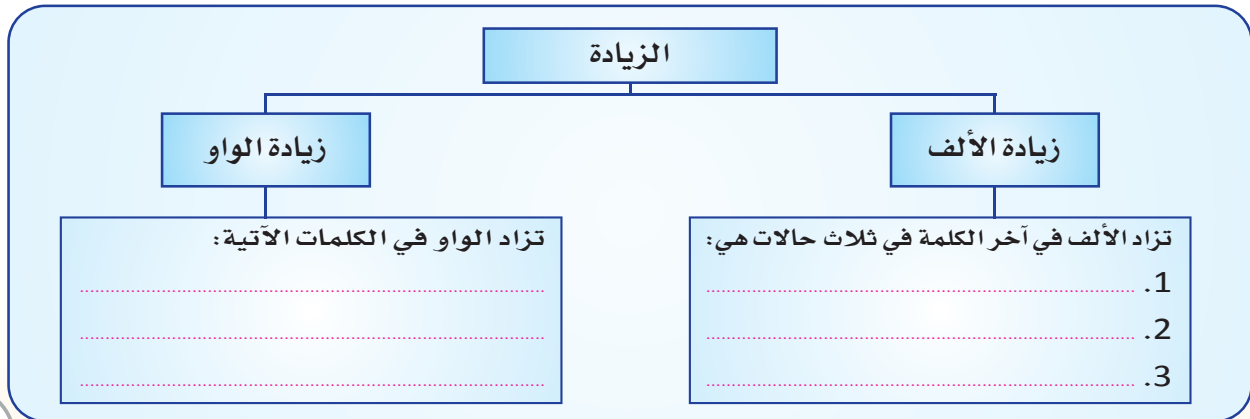 الزيادة
زيادة الألف
زيادة الواو
تزاد الألف في آخر الكلمة في ثلاث حالات هي:
1. ........................................
2. ........................................
3. ........................................
تزاد الواو في الكلمات الآتية:
........................................
........................................
........................................